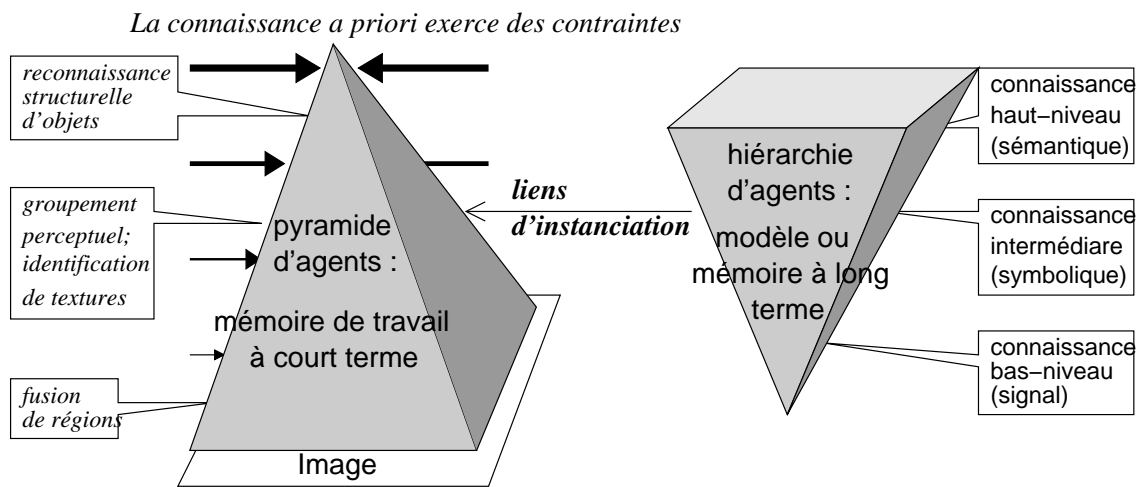 La connaissance a priori exerce des contraintes
reconnaissance
structurelle
d'objets
groupement
perceptuel;
identification
de textures
fusion
de régions
pyramide
d'agents :
mémoire de travail
à court terme
Image
liens
d'instanciation
hiérarchie
d'agents :
modèle ou
mémoire à long
terme
connaissance
haut−niveau
(sémantique)
connaissance
intermédiare
(symbolique)
connaissance
bas−niveau
(signal)